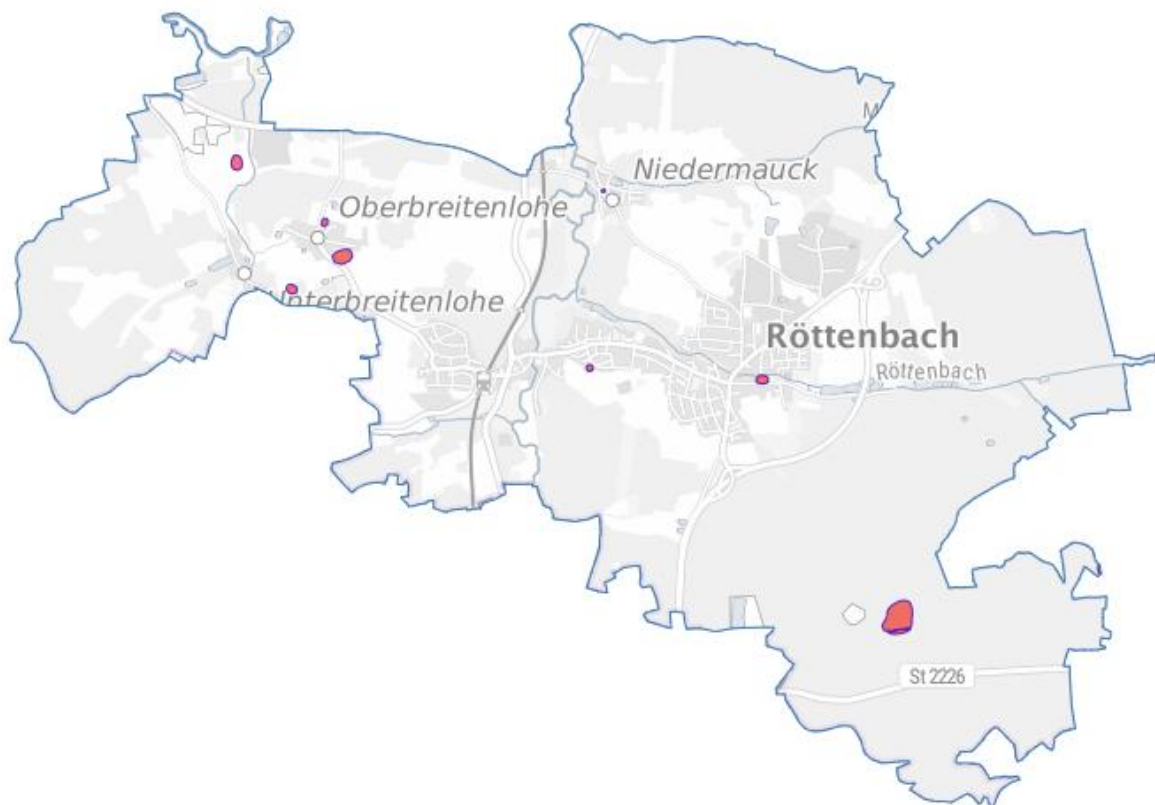 M
Niedermauck
Oberbreitenlohe
Unterbreitenlohe
Röttenbach
Röttenbach
St 2226